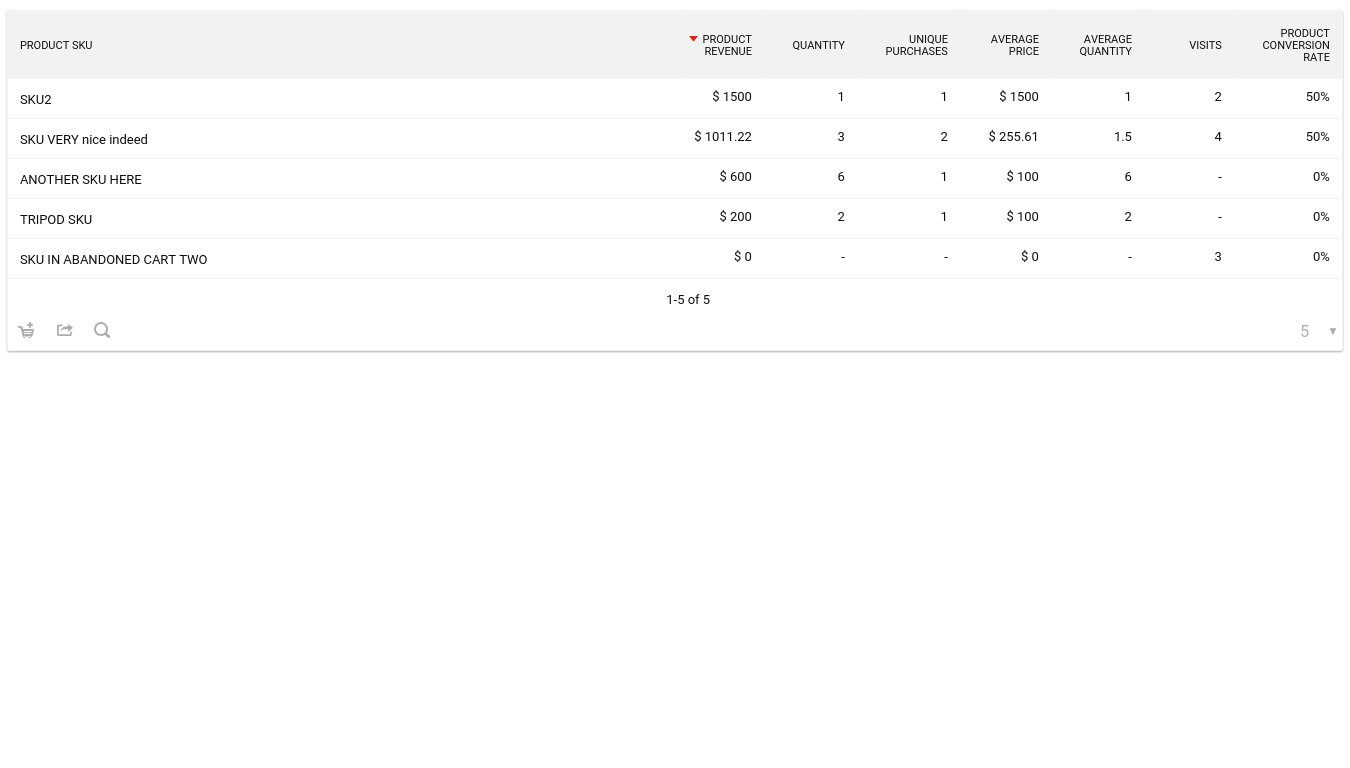 PRODUCT SKU PRODUCT REVENUE QUANTITY UNIQUE PURCHASES AVERAGE PRICE AVERAGE QUANTITY VISITS PRODUCT CONVERSION RATE
SKU2 $ 1500 1 1 $ 1500 1 2 50%
SKU VERY nice indeed $ 1011.22 3 2 $ 255.61 1.5 4 50%
ANOTHER SKU HERE $ 600 6 1 $ 100 6 - 0%
TRIPOD SKU $ 200 2 1 $ 100 2 - 0%
SKU IN ABANDONED CART TWO $ 0 - - $ 0 - 3 0%
1-5 of 5
5